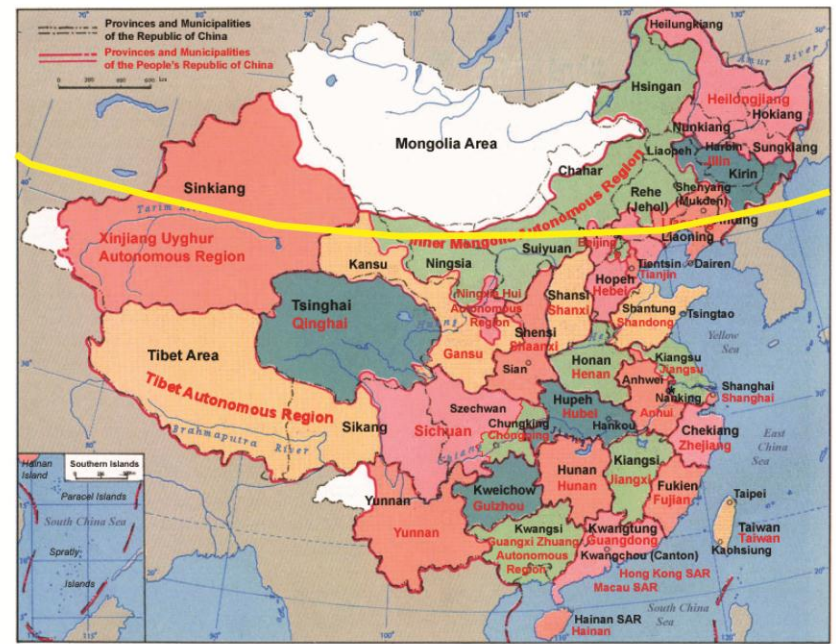 Provinces and Municipalities
of the Republic of China
Provinces and Municipalities
of the People's Republic of China
Heilungkiang
Amur River
Hsingan
Heilongjiang
Hokiang
Nunkiang
Mongolia Area
Liaopeh
Harbin
Sungkiang
Jilin
Kirin
Chahar
Sinkiang
Rehe
(Jehol)
Shenyang
(Mukden)
Tarim
Inner Mongolia Autonomous Region
Liaoning
Xinjiang Uyghur
Autonomous Region
Suiyuan
Beijing
Kansu
Ningsia
Tientsin
Tianjin
Dairen
Hopeh
Hebei
Tsinghai
Qinghai
Ningxia Hui
Autonomous
Region
Shansi
Shanxi
Shantung
Shandong
Tsingtao
Huang
Shensi
Shaanxi
Yellow
Sea
Tibet Area
Gansu
Honan
Henan
Kiangsu
Jiangsu
Sian
Anhwei
Anhui
Nanking
Shanghai
Shanghai
Tibet Autonomous Region
Sikang
Szechwan
Sichuan
Hupeh
Hubei
Hankou
Chungking
Chongqing
Chekiang
Zhejiang
Brahmaputra River
East
China
Sea
Hainan
Island
Southern Islands
Paracel Islands
South China Sea
Spratly
Islands
Hunan
Hunan
Kiangsi
Jiangxi
Fukien
Fujian
Yunnan
Yunnan
Kweichow
Guizhou
Taipei
Taiwan
Taiwan
Kaohsiung
Kwangsi
Guangxi Zhuang
Autonomous
Region
Kwangtung
Guangdong
Kwangchou (Canton)
Hong Kong SAR
Macau SAR
Hainan SAR
Hainan
South China
Sea